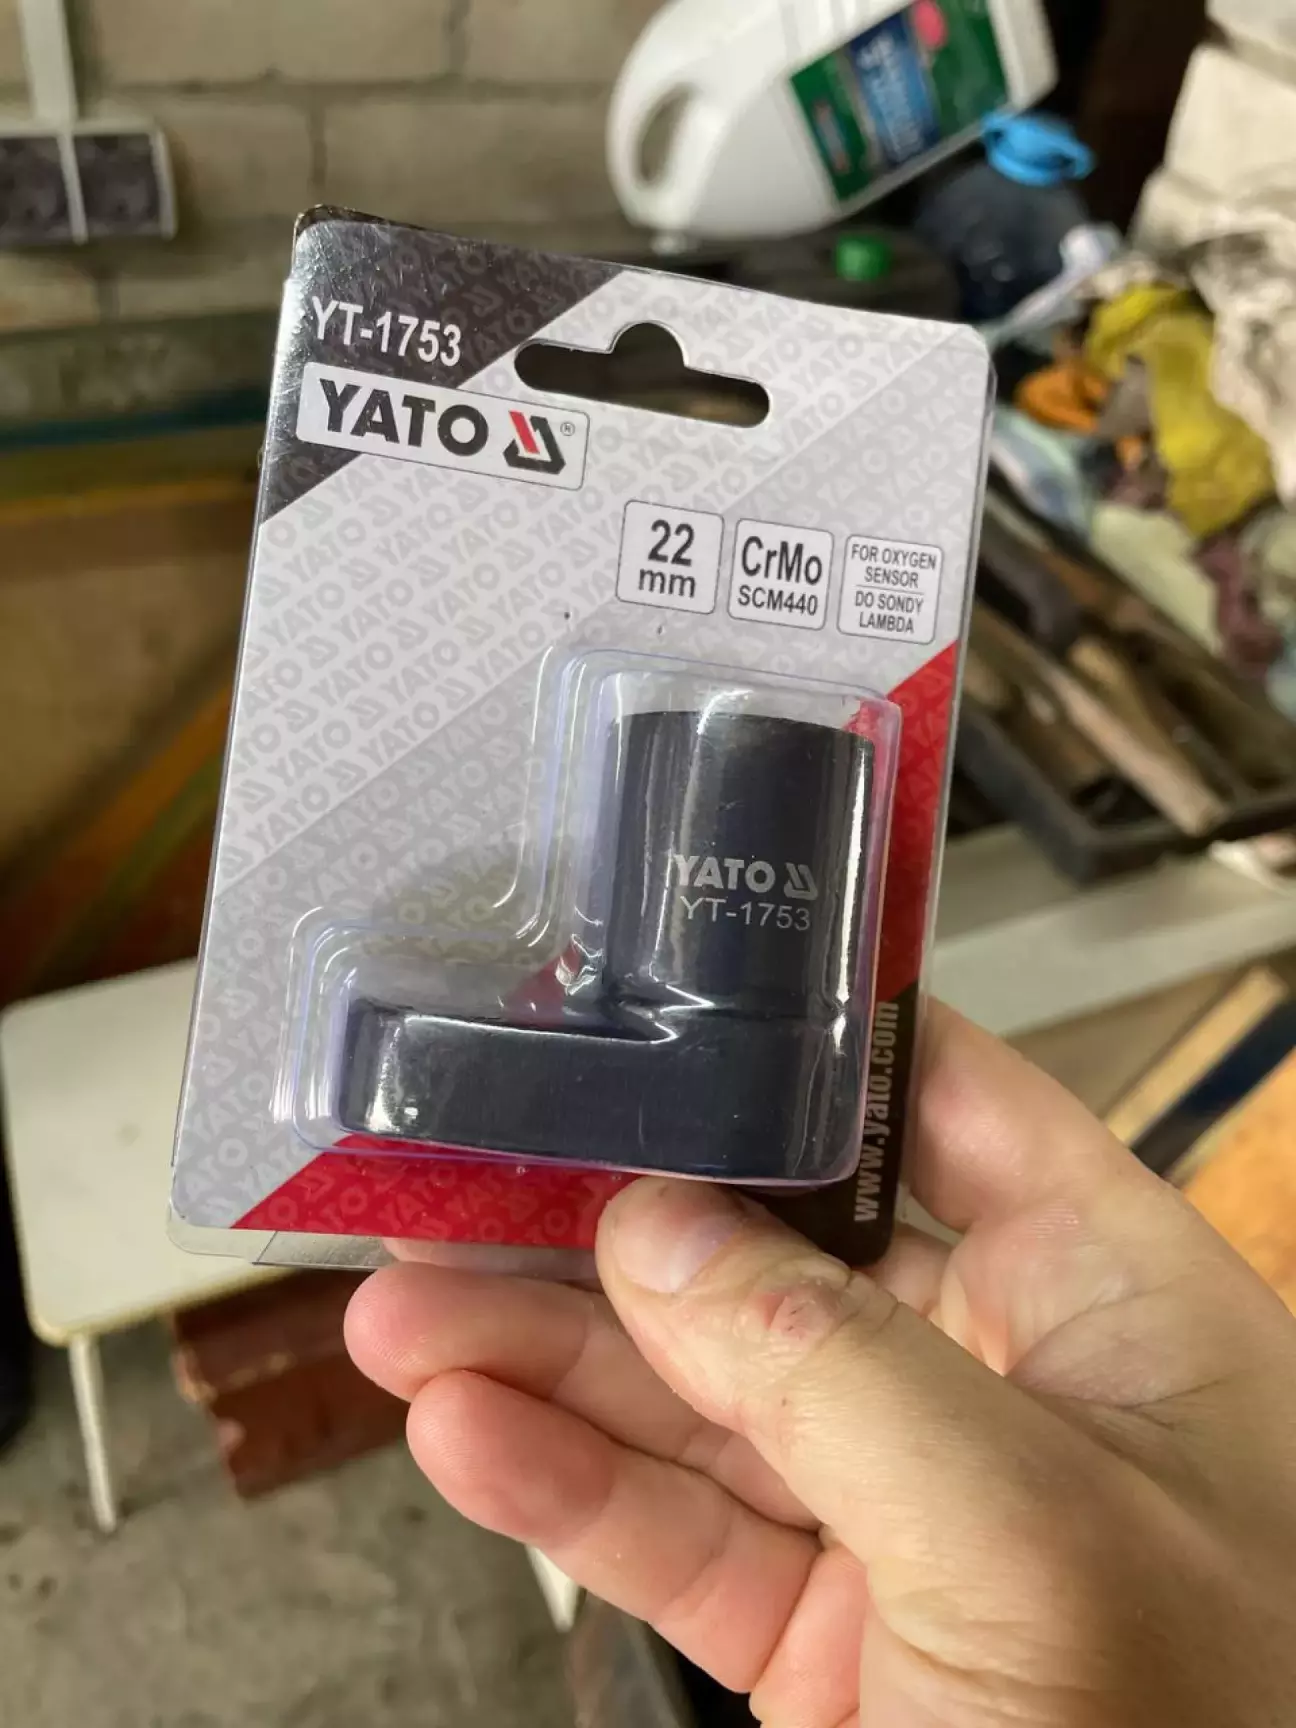 YT-1753
YATO ®
22
mm
CrMo
SCM440
FOR OXYGEN
SENSOR
DO SONDY
LAMBDA
YATO
YT-1753
www.yato.com